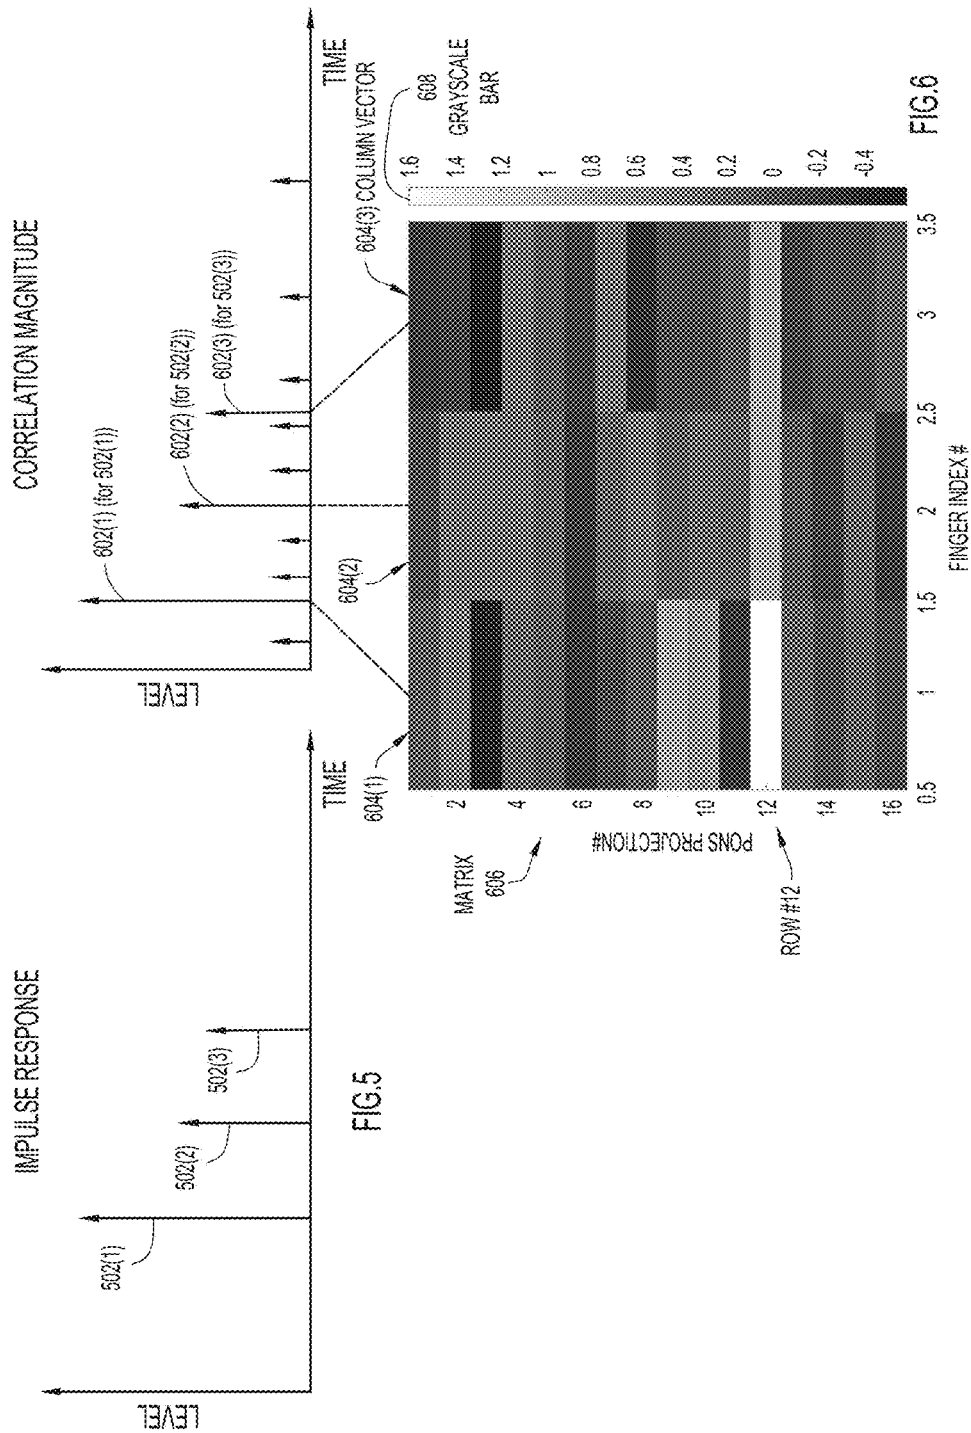 IMPULSE RESPONSE
LEVEL
502(1)
502(2)
502(3)
TIME
FIG.5
CORRELATION MAGNITUDE
LEVEL
602(1) (for 502(1))
602(2) (for 502(2))
602(3) (for 502(3))
TIME
604(1)
604(2)
604(3) COLUMN VECTOR
608
GRAYSCALE
BAR
MATRIX
606
PONS PROJECTION#
2
4
6
8
10
12
14
16
ROW #12
0.5
1
1.5
2
2.5
3
3.5
FINGER INDEX #
1.6
1.4
1.2
1
0.8
0.6
0.4
0.2
0
-0.2
-0.4
FIG.6